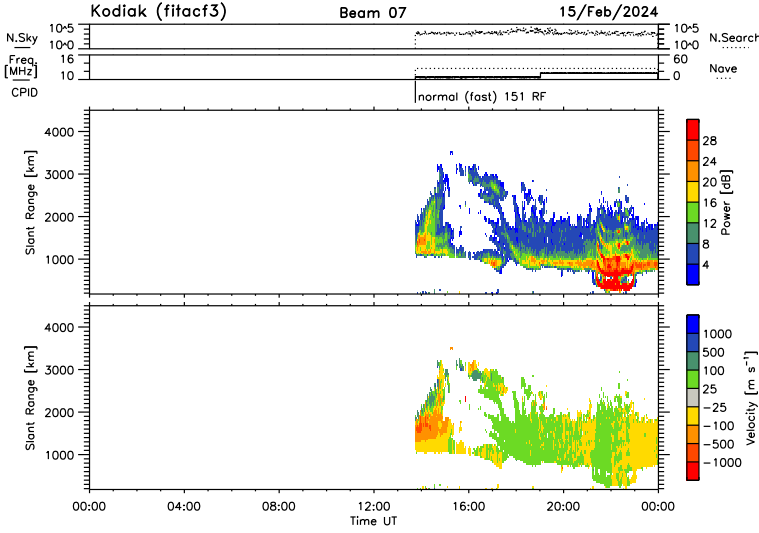 Kodiak (fitacf3) Beam 07 15/Feb/2024
N.Sky 10^5 10^0 10^5 10^0 N.Search
Freq. [MHz] 16 10 60 0 Nave
CPID normal (fast) 151 RF
Slant Range [km] 4000 3000 2000 1000
28 24 20 16 12 8 4 Power [dB]
Slant Range [km] 4000 3000 2000 1000
1000 500 100 25 −25 −100 −500 −1000 Velocity [m s⁻¹]
00:00 04:00 08:00 12:00 16:00 20:00 00:00
Time UT